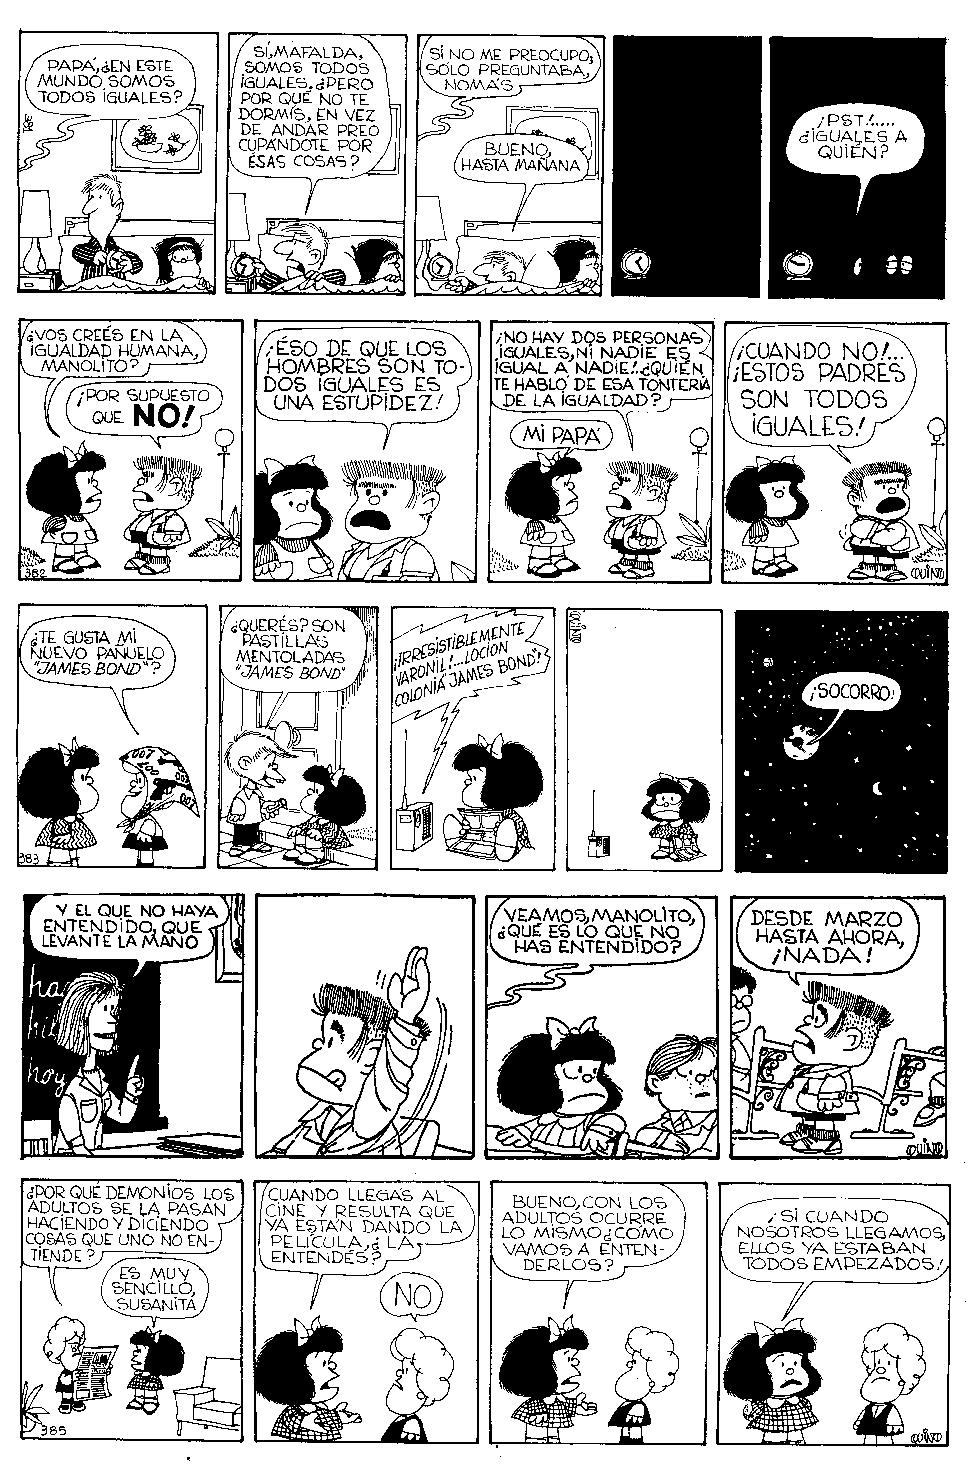 PAPÁ, ¿EN ESTE
MUNDO SOMOS
TODOS IGUALES?
SÍ, MAFALDA,
SOMOS TODOS
IGUALES, ¿PERO
POR QUÉ NO TE
DORMÍS, EN VEZ
DE ANDAR PREO
CUPÁNDOTE POR
ESAS COSAS?
SI NO ME PREOCUPO,
SÓLO PREGUNTABA,
NOMÁS
BUENO,
HASTA MAÑANA
¡PST!.....
¿IGUALES A
QUIÉN?
¿VOS CREÉS EN LA
IGUALDAD HUMANA,
MANOLITO?
¡POR SUPUESTO
QUE NO!
382
¡ÉSO DE QUE LOS
HOMBRES SON TO-
DOS IGUALES ES
UNA ESTUPIDEZ!
¡NO HAY DOS PERSONAS
IGUALES, NI NADIE ES
IGUAL A NADIE! ¿QUIÉN
TE HABLÓ DE ESA TONTERÍA
DE LA IGUALDAD?
MI PAPÁ
¡CUANDO NO!...
¡ESTOS PADRES
SON TODOS
IGUALES!
QUINO
¿TE GUSTA MI
NUEVO PAÑUELO
"JAMES BOND"?
007
007
383
¿QUERÉS? SON
PASTILLAS
MENTOLADAS
"JAMES BOND"
¡IRRESISTIBLEMENTE
VARONIL!...LOCIÓN
COLONIA JAMES BOND"!
QUINO
¡SOCORRO!
Y EL QUE NO HAYA
ENTENDIDO, QUE
LEVANTE LA MANO
hoy
VEAMOS, MANOLITO,
¿QUÉ ES LO QUE NO
HAS ENTENDIDO?
DESDE MARZO
HASTA AHORA,
¡NADA!
QUINO
¿POR QUÉ DEMONIOS LOS
ADULTOS SE LA PASAN
HACIENDO Y DICIENDO
COSAS QUE UNO NO EN-
TIENDE?
ES MUY
SENCILLO,
SUSANITA
385
CUANDO LLEGÁS AL
CINE Y RESULTA QUE
YA ESTÁN DANDO LA
PELÍCULA, ¿LA
ENTENDÉS?
NO
BUENO, CON LOS
ADULTOS OCURRE
LO MISMO ¿CÓMO
VAMOS A ENTEN-
DERLOS?
¡SI CUANDO
NOSOTROS LLEGAMOS,
ELLOS YA ESTABAN
TODOS EMPEZADOS!
QUINO